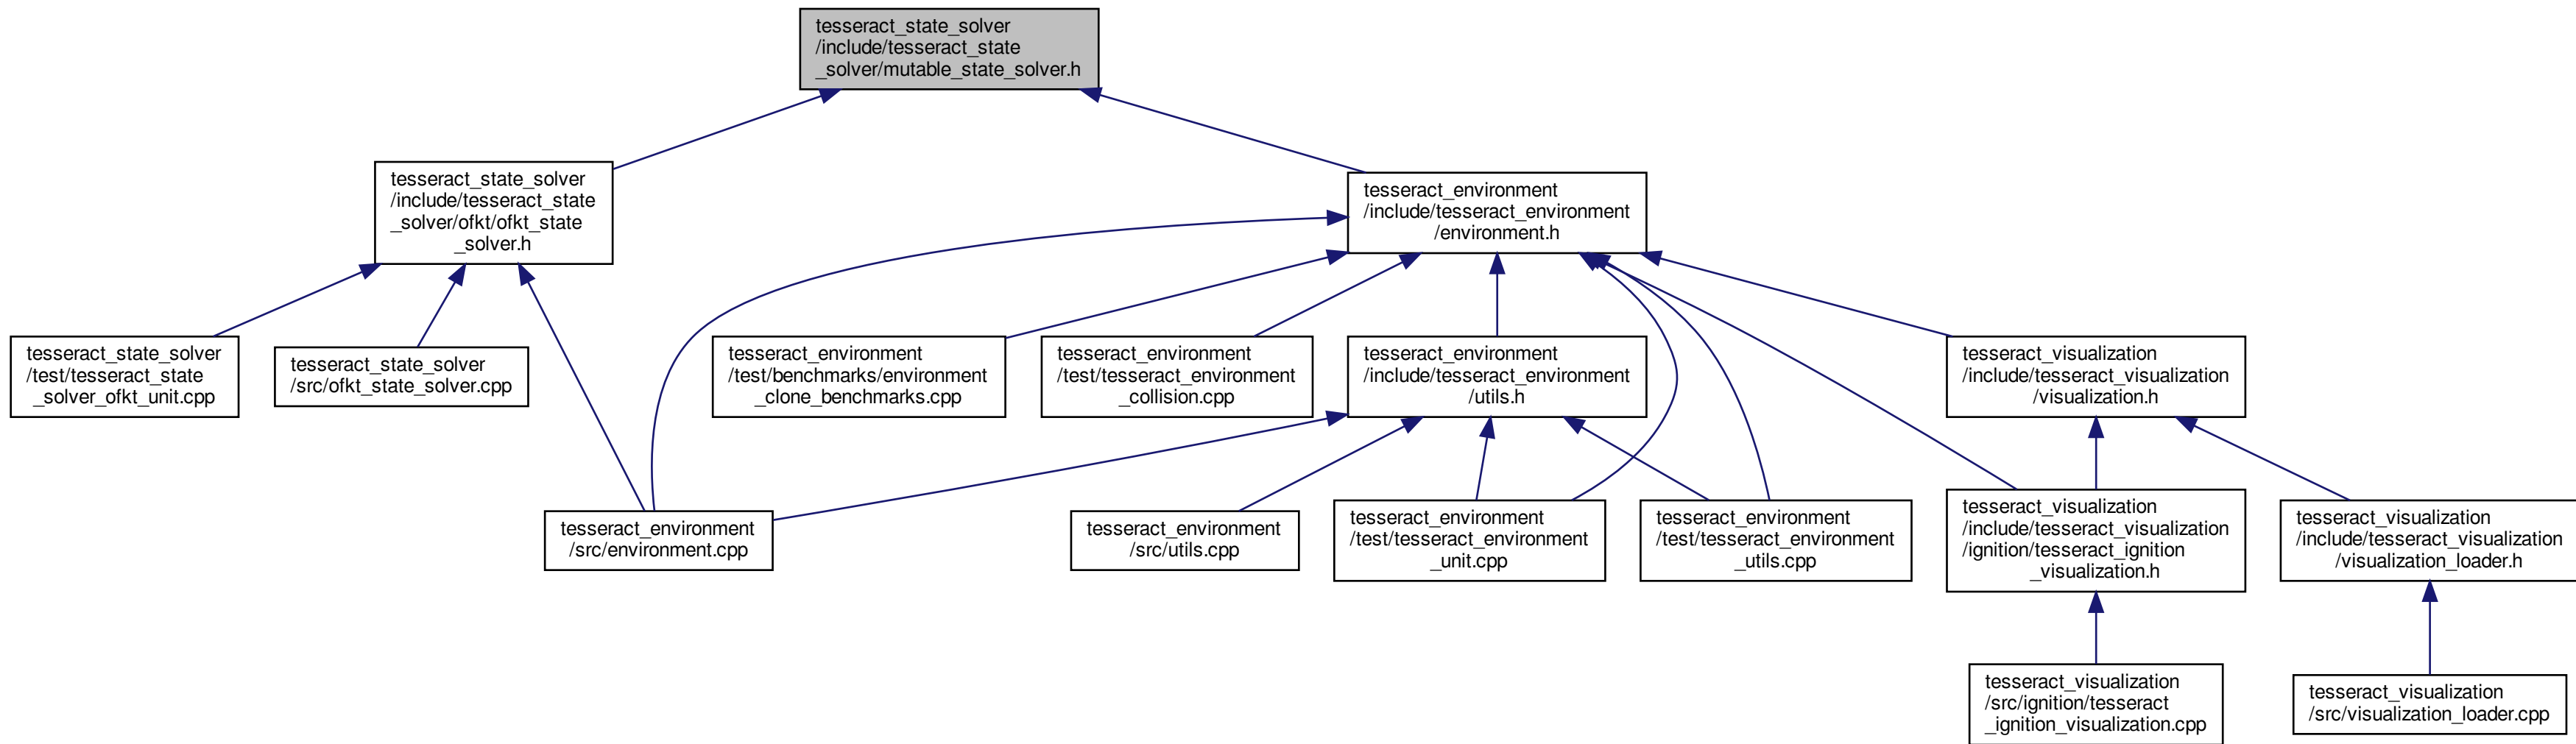 tesseract_state_solver
/include/tesseract_state
_solver/mutable_state_solver.h
tesseract_state_solver
/include/tesseract_state
_solver/ofkt/ofkt_state
_solver.h
tesseract_environment
/include/tesseract_environment
/environment.h
tesseract_state_solver
/test/tesseract_state
_solver_ofkt_unit.cpp
tesseract_state_solver
/src/ofkt_state_solver.cpp
tesseract_environment
/test/benchmarks/environment
_clone_benchmarks.cpp
tesseract_environment
/test/tesseract_environment
_collision.cpp
tesseract_environment
/include/tesseract_environment
/utils.h
tesseract_visualization
/include/tesseract_visualization
/visualization.h
tesseract_environment
/src/environment.cpp
tesseract_environment
/src/utils.cpp
tesseract_environment
/test/tesseract_environment
_unit.cpp
tesseract_environment
/test/tesseract_environment
_utils.cpp
tesseract_visualization
/include/tesseract_visualization
/ignition/tesseract_ignition
_visualization.h
tesseract_visualization
/include/tesseract_visualization
/visualization_loader.h
tesseract_visualization
/src/ignition/tesseract
_ignition_visualization.cpp
tesseract_visualization
/src/visualization_loader.cpp